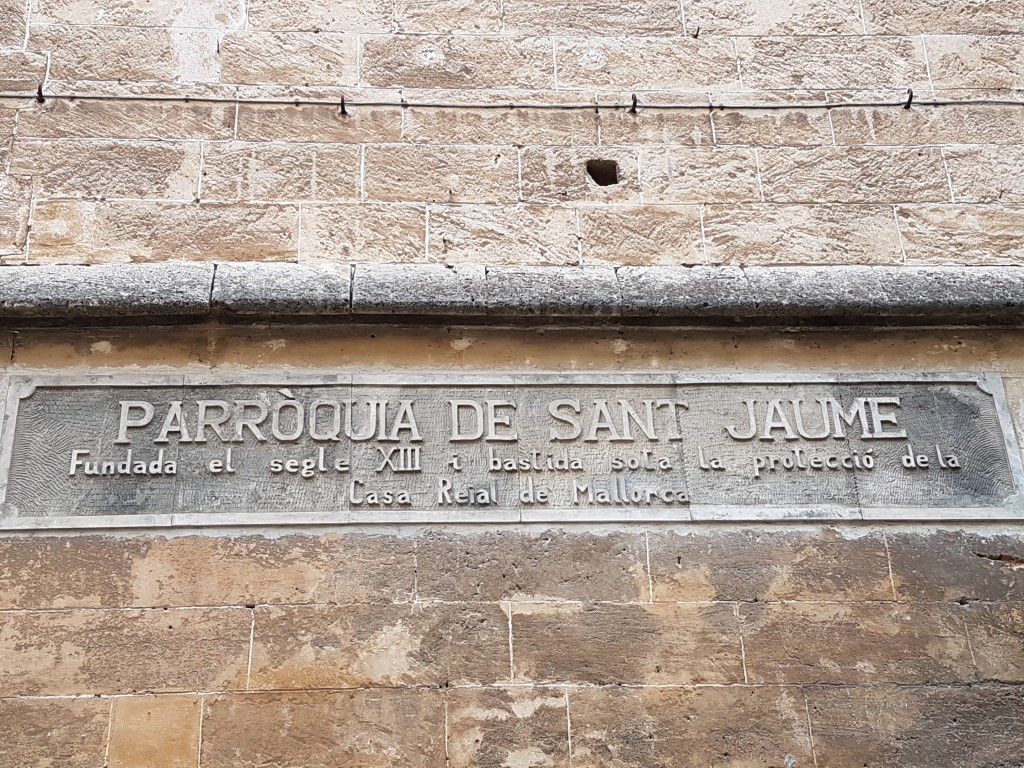 PARRÒQUIA DE SANT JAUME
Fundada el segle XIII i bastida sota la protecció de la
Casa Reial de Mallorca